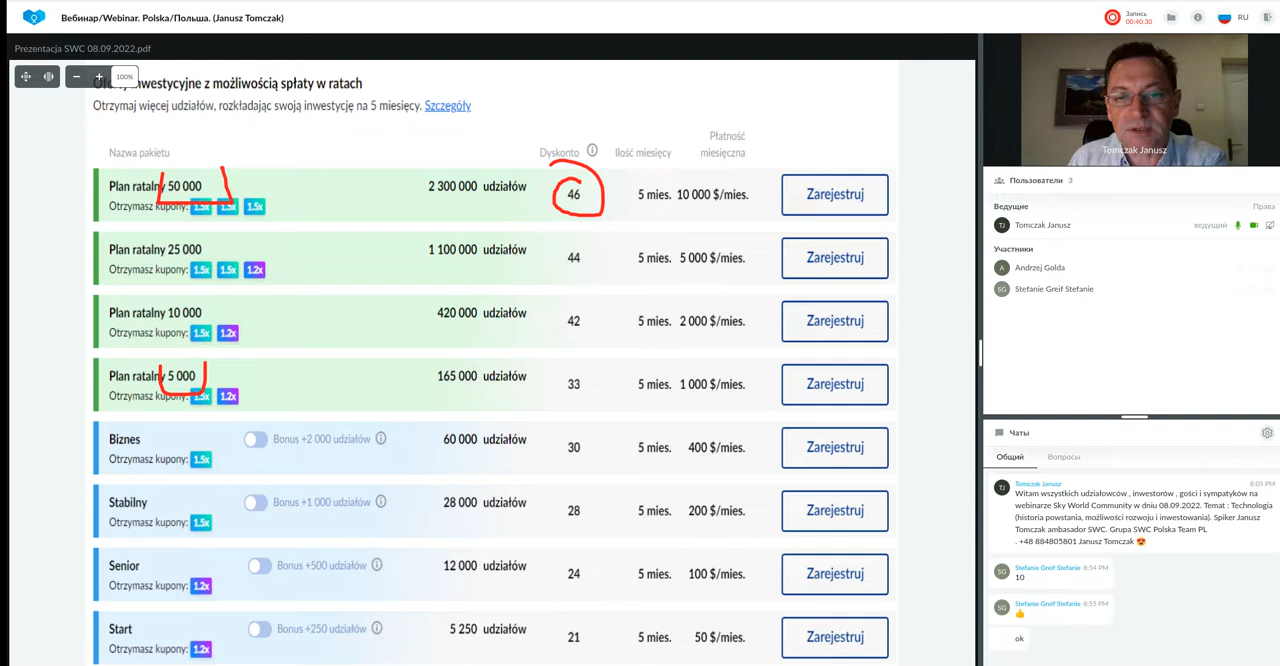 Вебинар/Webinar. Polska/Польша. (Janusz Tomczak)
Запись
00:40:30
RU
Prezentacja SWC 08.09.2022.pdf
100%
inwestycyjne z możliwością spłaty w ratach
Otrzymaj więcej udziałów, rozkładając swoją inwestycję na 5 miesięcy. Szczegóły
Nazwa pakietu
Dyskonto
Ilość miesięcy
Płatność
miesięczna
Plan ratalny 50 000
Otrzymasz kupony: 1.5x 1.5x 1.5x
2 300 000 udziałów
46
5 mies. 10 000 $/mies.
Zarejestruj
Plan ratalny 25 000
Otrzymasz kupony: 1.5x 1.5x 1.2x
1 100 000 udziałów
44
5 mies. 5 000 $/mies.
Zarejestruj
Plan ratalny 10 000
Otrzymasz kupony: 1.5x 1.2x
420 000 udziałów
42
5 mies. 2 000 $/mies.
Zarejestruj
Plan ratalny 5 000
Otrzymasz kupony: 1.5x 1.2x
165 000 udziałów
33
5 mies. 1 000 $/mies.
Zarejestruj
Biznes
Bonus +2 000 udziałów
Otrzymasz kupony: 1.5x
60 000 udziałów
30
5 mies. 400 $/mies.
Zarejestruj
Stabilny
Bonus +1 000 udziałów
Otrzymasz kupony: 1.5x
28 000 udziałów
28
5 mies. 200 $/mies.
Zarejestruj
Senior
Bonus +500 udziałów
Otrzymasz kupony: 1.2x
12 000 udziałów
24
5 mies. 100 $/mies.
Zarejestruj
Start
Bonus +250 udziałów
Otrzymasz kupony: 1.2x
5 250 udziałów
21
5 mies. 50 $/mies.
Zarejestruj
Tomczak Janusz
Пользователи 3
Ведущие
Права
TJ Tomczak Janusz ведущий
Участники
A Andrzej Golda
SG Stefanie Greif Stefanie
Чаты
Общий Вопросы
TJ Tomczak Janusz 8:05 PM
Witam wszystkich udziałowców , inwestorów , gości i sympatyków na
webinarze Sky World Community w dniu 08.09.2022. Temat : Technologia
(historia powstania, możliwości rozwoju i inwestowania). Spiker Janusz
Tomczak ambasador SWC. Grupa SWC Polska Team PL
. +48 884805801 Janusz Tomczak 😍
SG Stefanie Greif Stefanie 8:54 PM
10
SG Stefanie Greif Stefanie 8:55 PM
👍
ok